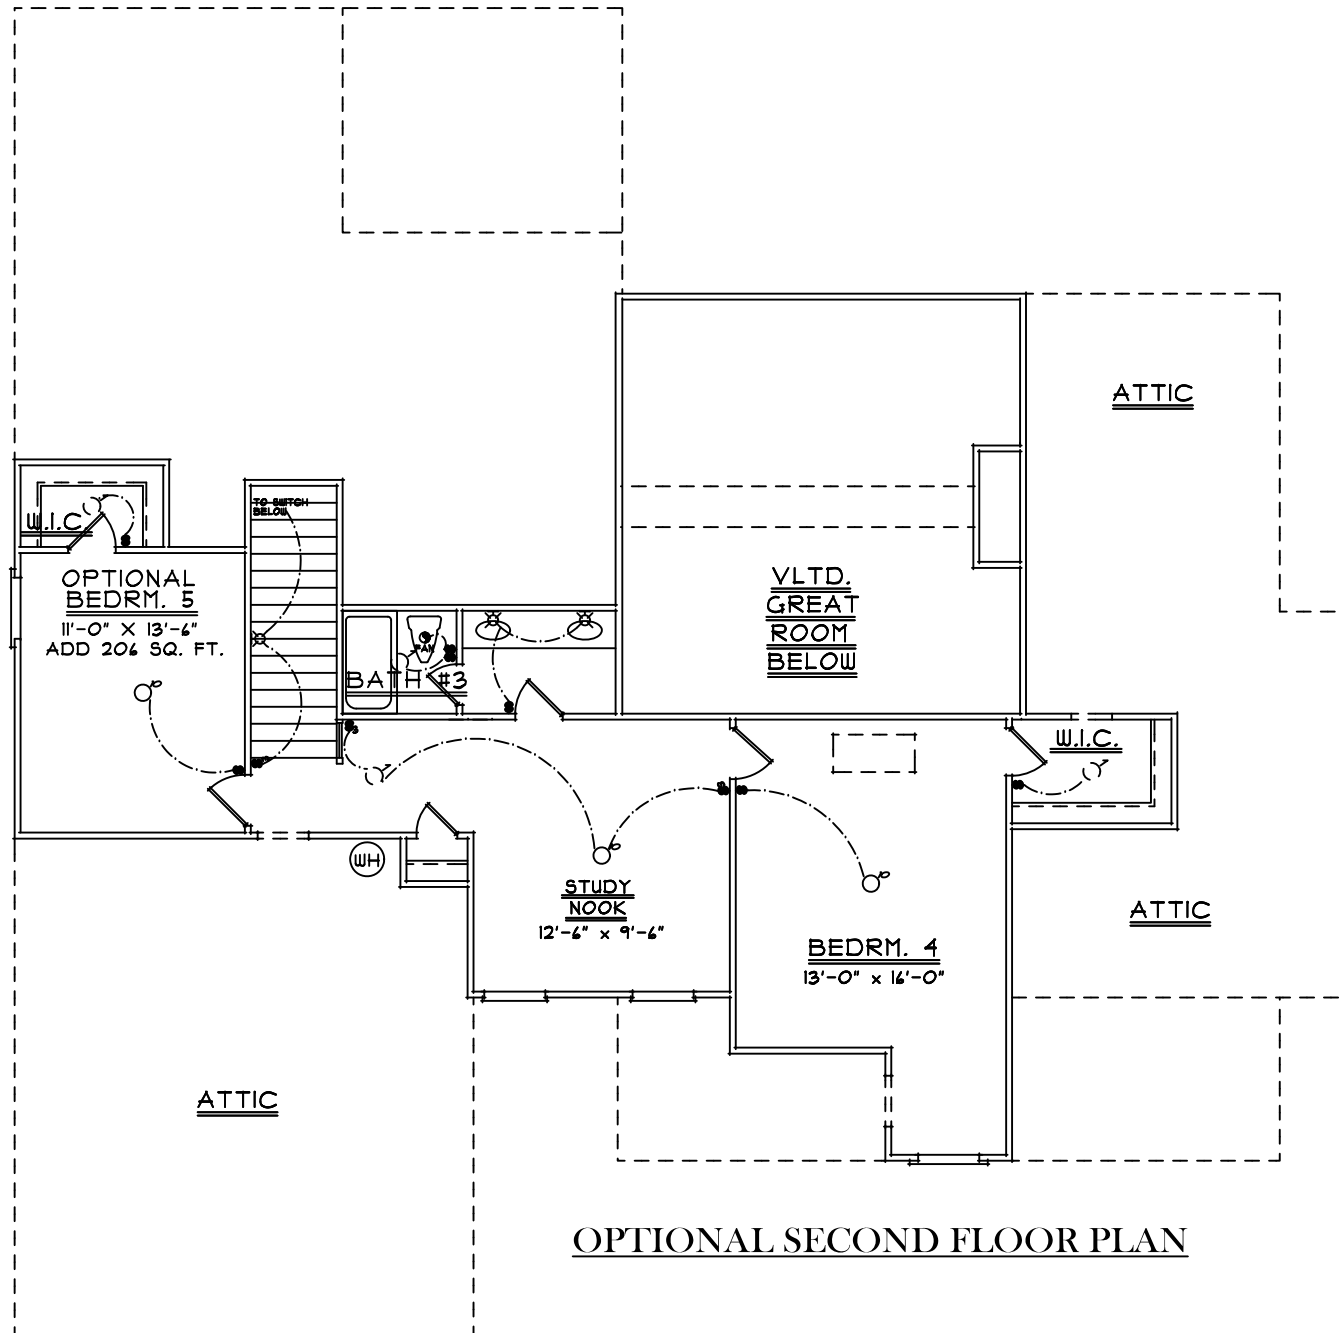 ATTIC
W.I.C.
TO SWITCH
BELOW
OPTIONAL
BEDRM. 5
11'-0" X 13'-6"
ADD 206 SQ. FT.
VLTD.
GREAT
ROOM
BELOW
FAN
BATH #3
3
W.I.C.
WH
STUDY
NOOK
12'-6" x 9'-6"
ATTIC
BEDRM. 4
13'-0" x 16'-0"
ATTIC
OPTIONAL SECOND FLOOR PLAN